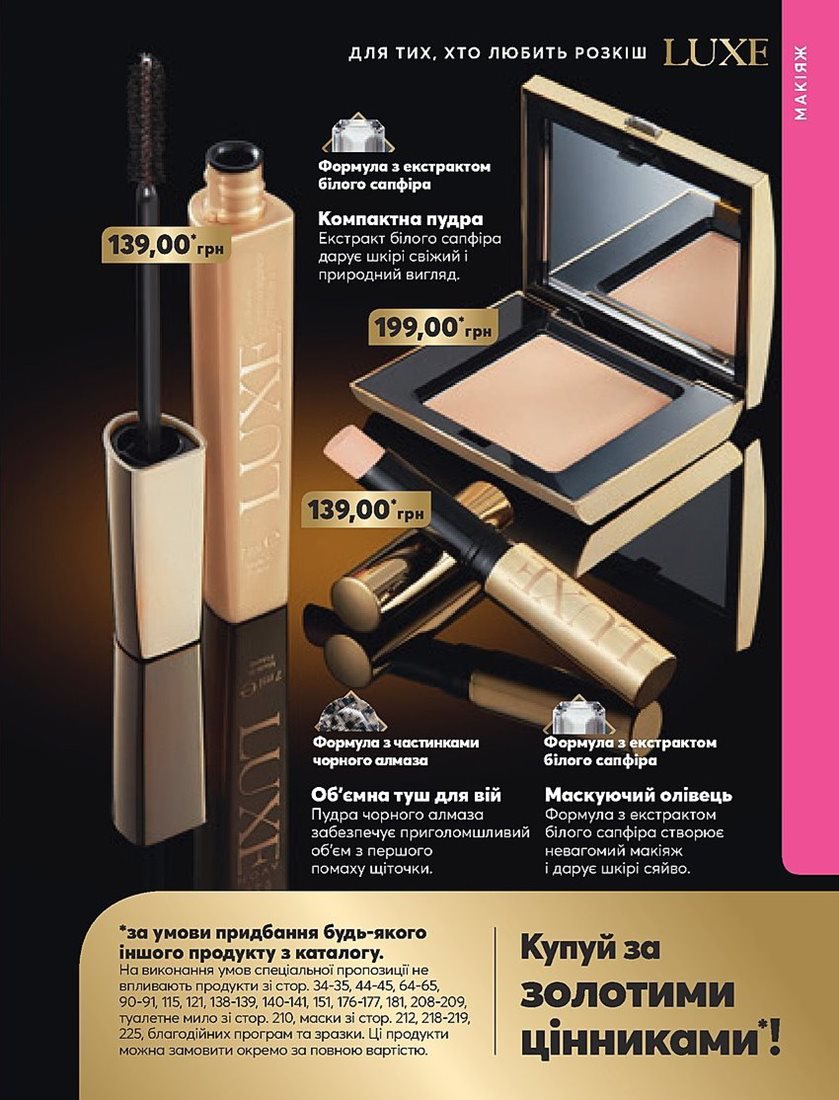 ДЛЯ ТИХ, ХТО ЛЮБИТЬ РОЗКІШ LUXE
МАКІЯЖ
Формула з екстрактом
білого сапфіра
Компактна пудра
Екстракт білого сапфіра
дарує шкірі свіжий і
природний вигляд.
139,00*грн
199,00*грн
LUXE
139,00*грн
LUXE
Формула з частинками
чорного алмаза
Об'ємна туш для вій
Пудра чорного алмаза
забезпечує приголомшливий
об'єм з першого
помаху щіточки.
Формула з екстрактом
білого сапфіра
Маскуючий олівець
Формула з екстрактом
білого сапфіра створює
невагомий макіяж
і дарує шкірі сяйво.
*за умови придбання будь-якого
іншого продукту з каталогу.
На виконання умов спеціальної пропозиції не
впливають продукти зі стор. 34-35, 44-45, 64-65,
90-91, 115, 121, 138-139, 140-141, 151, 176-177, 181, 208-209,
туалетне мило зі стор. 210, маски зі стор. 212, 218-219,
225, благодійних програм та зразки. Ці продукти
можна замовити окремо за повною вартістю.
Купуй за
золотими
цінниками*!